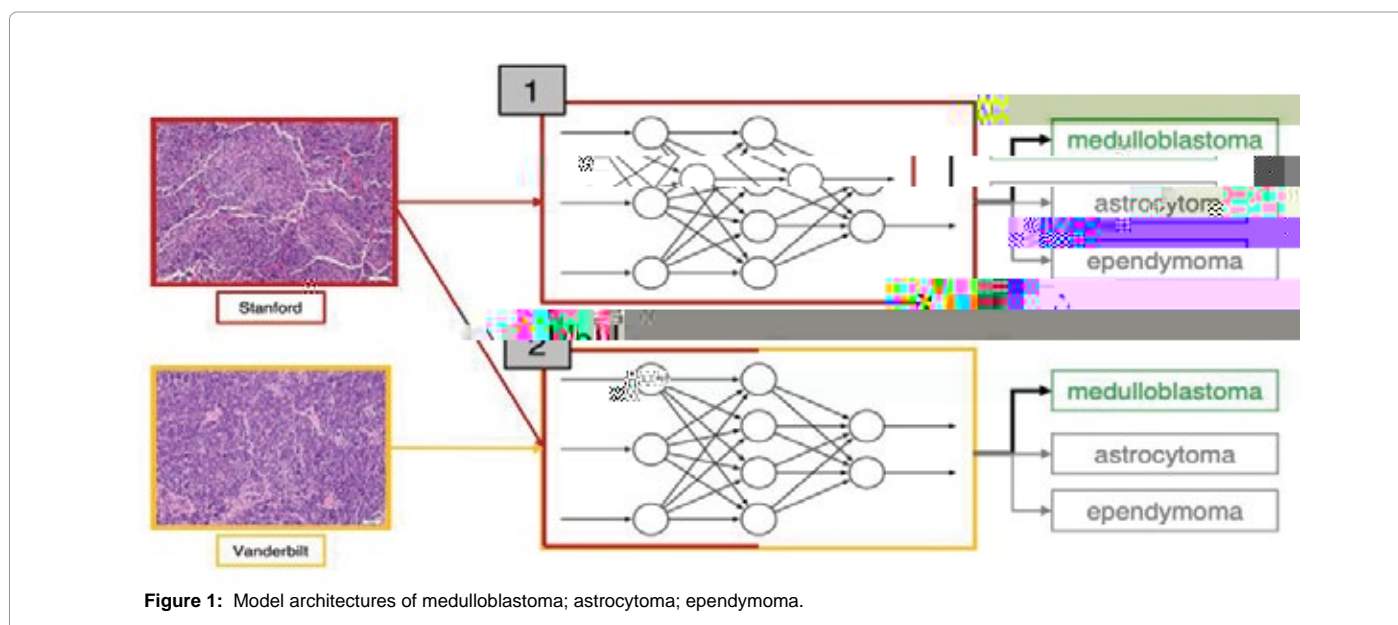 1
medulloblastoma
astrocytoma
ependymoma
Stanford
2
medulloblastoma
astrocytoma
ependymoma
Vanderbilt
Figure 1: Model architectures of medulloblastoma; astrocytoma; ependymoma.